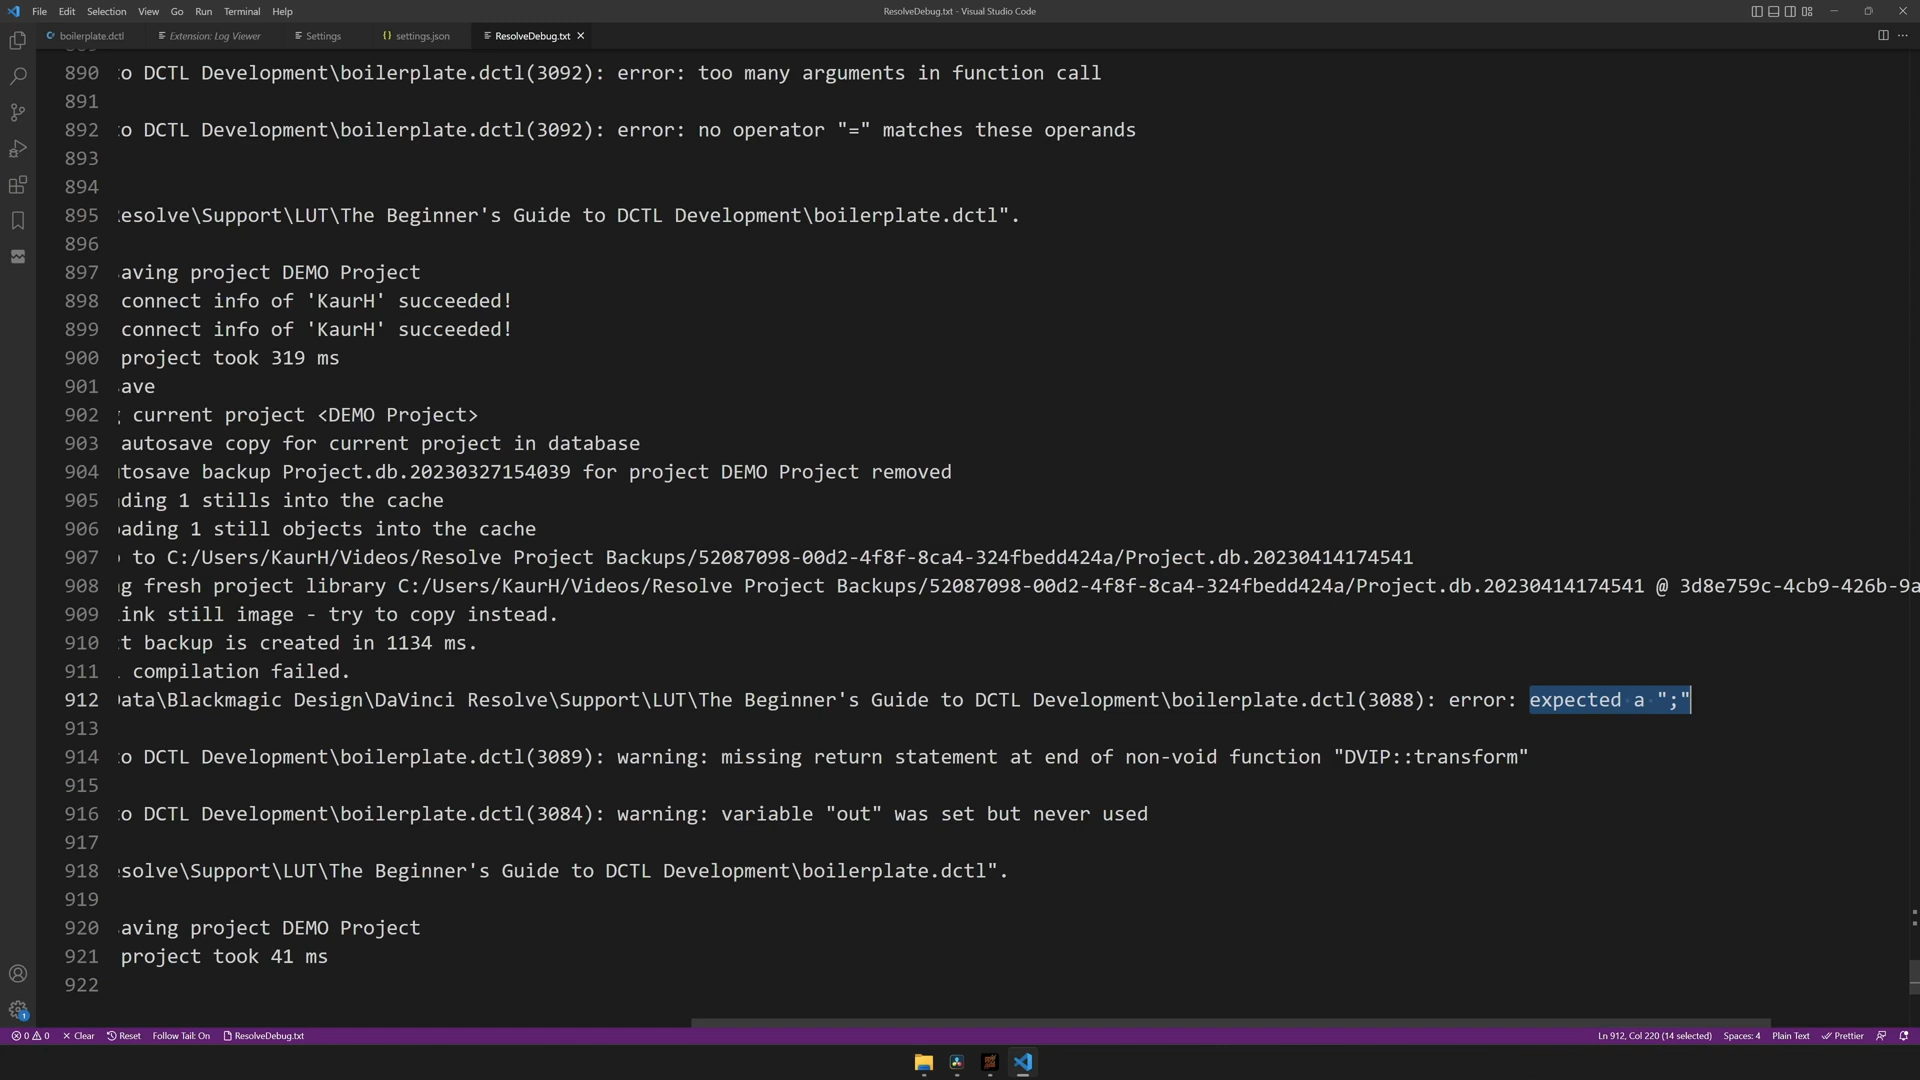 File Edit Selection View Go Run Terminal Help
ResolveDebug.txt - Visual Studio Code
boilerplate.dctl Extension: Log Viewer Settings settings.json ResolveDebug.txt
890 to DCTL Development\boilerplate.dctl(3092): error: too many arguments in function call
891
892 to DCTL Development\boilerplate.dctl(3092): error: no operator "=" matches these operands
893
894
895 esolve\Support\LUT\The Beginner's Guide to DCTL Development\boilerplate.dctl".
896
897 aving project DEMO Project
898 connect info of 'KaurH' succeeded!
899 connect info of 'KaurH' succeeded!
900 project took 319 ms
901 ave
902 current project <DEMO Project>
903 autosave copy for current project in database
904 utosave backup Project.db.20230327154039 for project DEMO Project removed
905 ding 1 stills into the cache
906 ading 1 still objects into the cache
907 to C:/Users/KaurH/Videos/Resolve Project Backups/52087098-00d2-4f8f-8ca4-324fbedd424a/Project.db.20230414174541
908 g fresh project library C:/Users/KaurH/Videos/Resolve Project Backups/52087098-00d2-4f8f-8ca4-324fbedd424a/Project.db.20230414174541 @ 3d8e759c-4cb9-426b-9a
909 ink still image - try to copy instead.
910 t backup is created in 1134 ms.
911 compilation failed.
912 Data\Blackmagic Design\DaVinci Resolve\Support\LUT\The Beginner's Guide to DCTL Development\boilerplate.dctl(3088): error: expected a ";"
913
914 to DCTL Development\boilerplate.dctl(3089): warning: missing return statement at end of non-void function "DVIP::transform"
915
916 to DCTL Development\boilerplate.dctl(3084): warning: variable "out" was set but never used
917
918 esolve\Support\LUT\The Beginner's Guide to DCTL Development\boilerplate.dctl".
919
920 aving project DEMO Project
921 project took 41 ms
922
0 0 Clear Reset Follow Tail: On ResolveDebug.txt Ln 912, Col 220 (14 selected) Spaces: 4 Plain Text Prettier